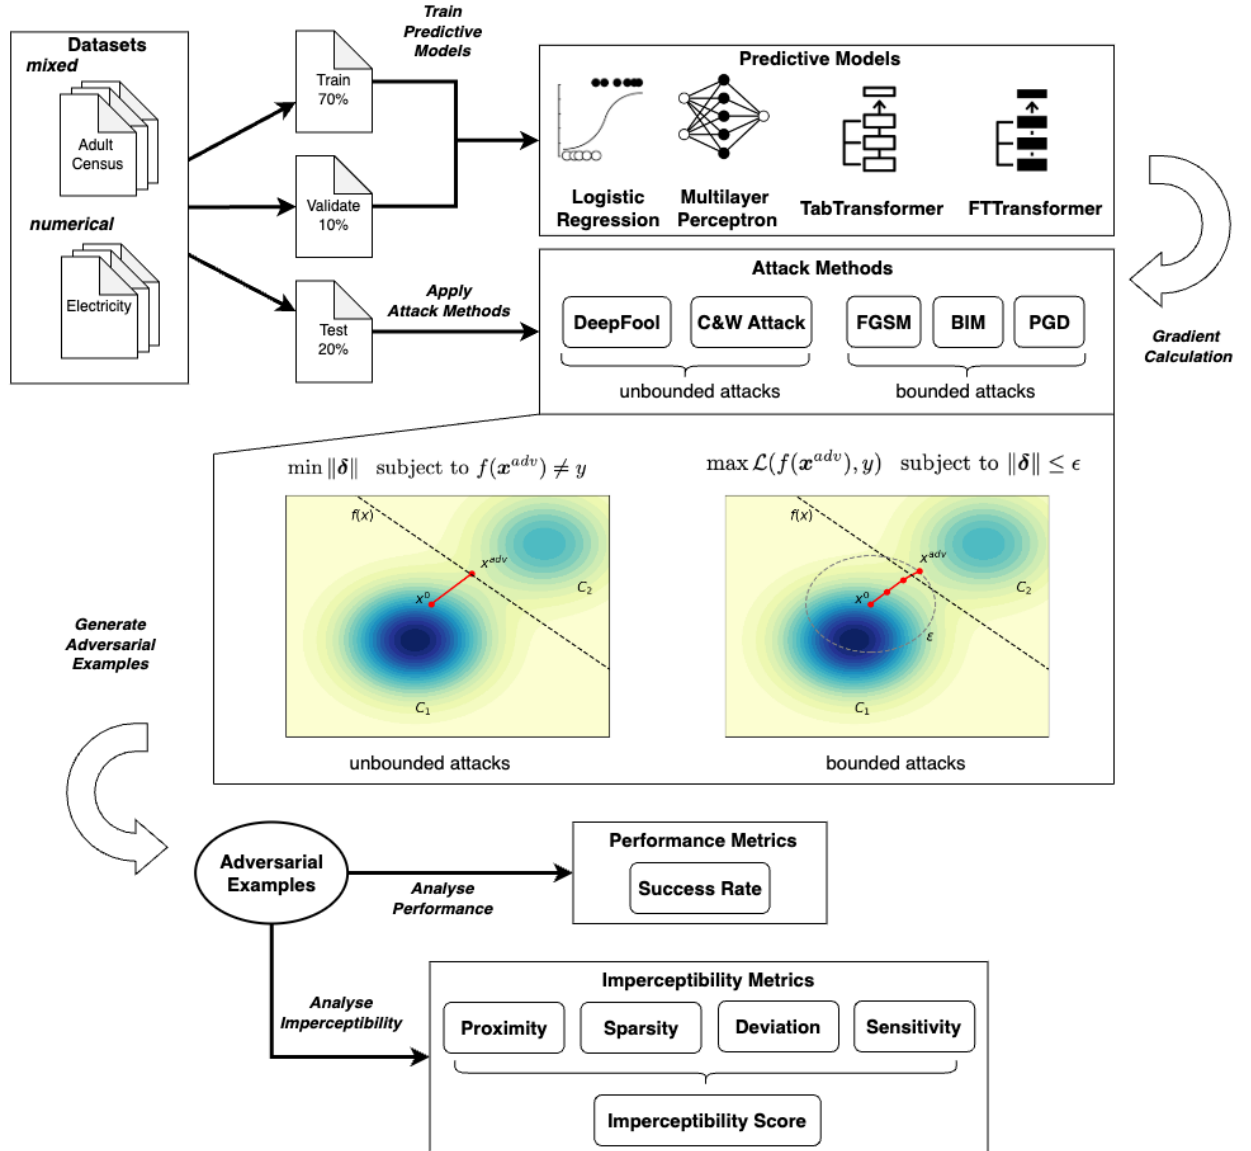 Datasets
mixed
Adult
Census
numerical
Electricity
Train
70%
Validate
10%
Test
20%
Train
Predictive
Models
Apply
Attack Methods
Predictive Models
Logistic
Regression
Multilayer
Perceptron
TabTransformer
FTTransformer
Attack Methods
DeepFool
C&W Attack
FGSM
BIM
PGD
unbounded attacks
bounded attacks
Gradient
Calculation
min ‖δ‖ subject to f(x^{adv}) ≠ y
f(x)
x^{adv}
x^0
C_2
C_1
unbounded attacks
max ℒ(f(x^{adv}), y) subject to ‖δ‖ ≤ ϵ
f(x)
x^{adv}
x^0
ε
C_2
C_1
bounded attacks
Generate
Adversarial
Examples
Adversarial
Examples
Analyse
Performance
Performance Metrics
Success Rate
Analyse
Imperceptibility
Imperceptibility Metrics
Proximity
Sparsity
Deviation
Sensitivity
Imperceptibility Score